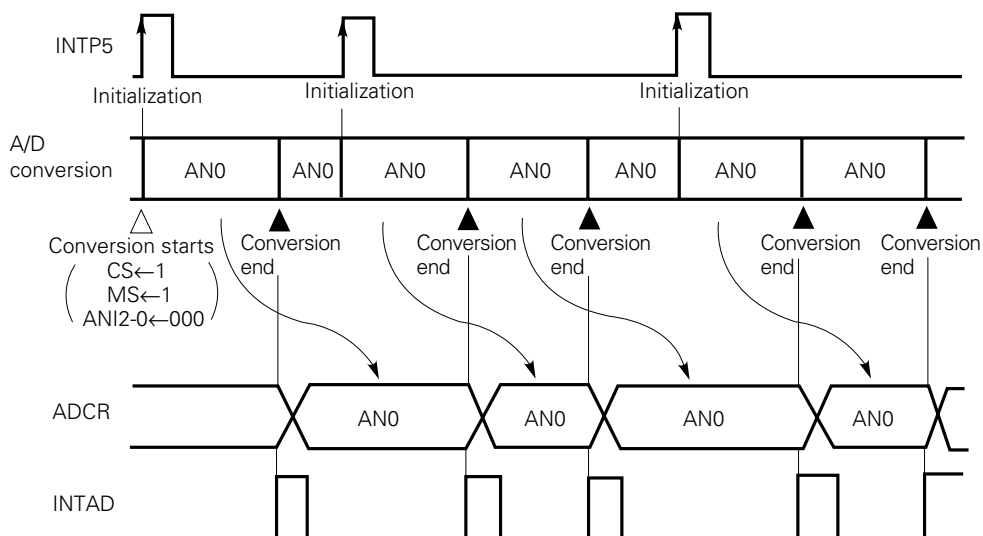 INTP5
Initialization
Initialization
Initialization
A/D
conversion
AN0
AN0
AN0
AN0
AN0
AN0
AN0
Conversion starts
CS←1
MS←1
ANI2-0←000
Conversion
end
Conversion
end
Conversion
end
Conversion
end
Conversion
end
ADCR
AN0
AN0
AN0
AN0
INTAD